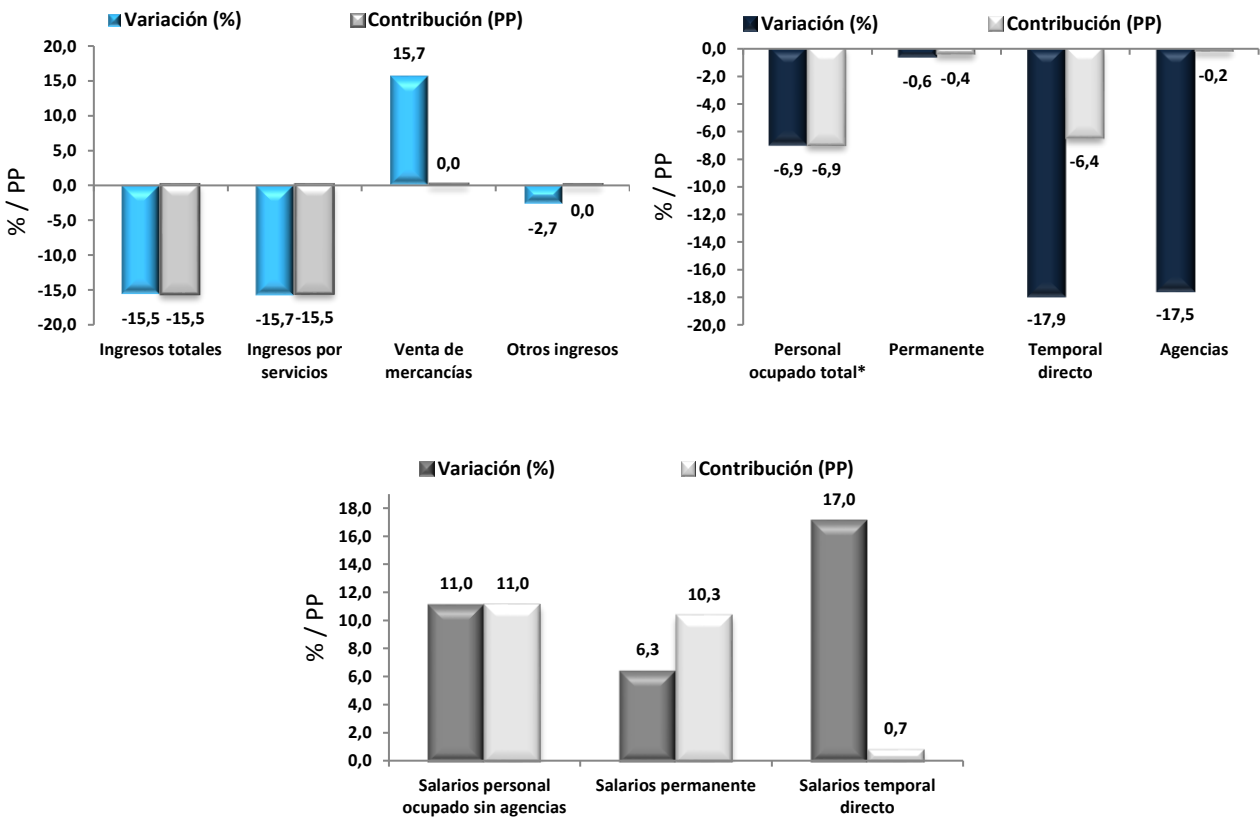 Variación (%) Contribución (PP)
20,0
15,0
10,0
5,0
0,0
-5,0
-10,0
-15,0
-20,0
% / PP
15,7
0,0
-2,7
0,0
-15,5 -15,5
-15,7 -15,5
Ingresos totales
Ingresos por
servicios
Venta de
mercancías
Otros ingresos
Variación (%) Contribución (PP)
0,0
-2,0
-4,0
-6,0
-8,0
-10,0
-12,0
-14,0
-16,0
-18,0
-20,0
% / PP
-6,9 -6,9
-0,6 -0,4
-17,9
-6,4
-17,5
-0,2
Personal
ocupado total*
Permanente
Temporal
directo
Agencias
Variación (%) Contribución (PP)
18,0
16,0
14,0
12,0
10,0
8,0
6,0
4,0
2,0
0,0
% / PP
11,0 11,0
6,3
10,3
17,0
0,7
Salarios personal
ocupado sin agencias
Salarios permanente
Salarios temporal
directo